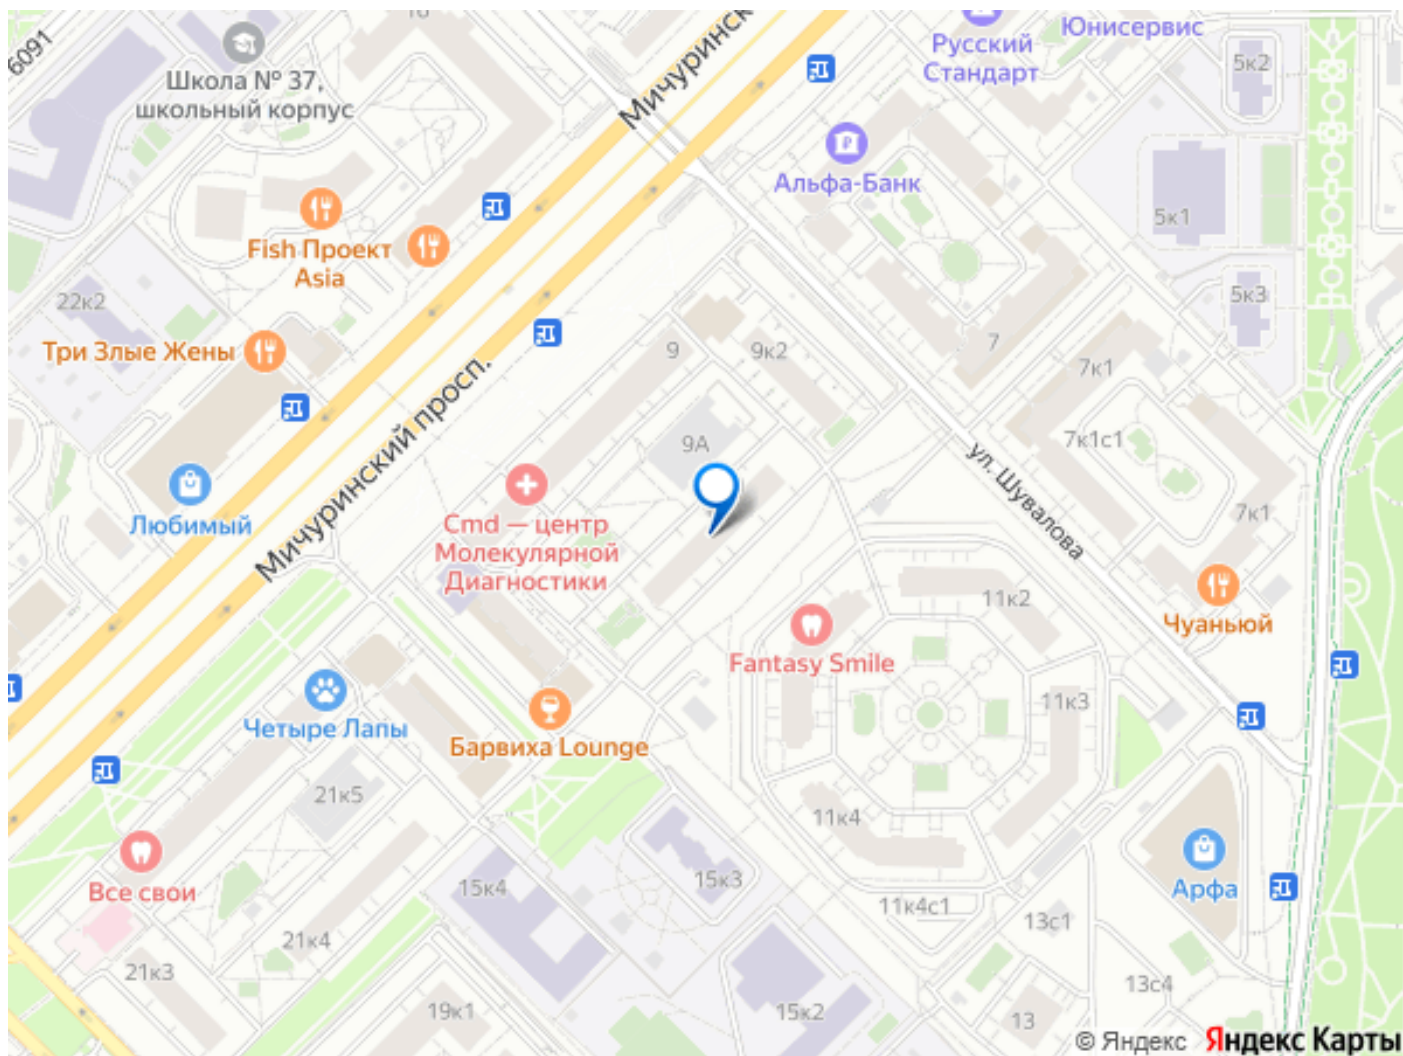 6091
16
Школа № 37,
школьный корпус
Мичуринск
Русский
Стандарт
Юнисервис
5к2
Альфа-Банк
5к1
Fish Проект
Asia
22к2
5к3
Три Злые Жены
9
9к2
7
7к1
Мичуринский просп.
9А
7к1с1
ул. Шувалова
7к1
Любимый
Cmd — центр
Молекулярной
Диагностики
11к2
Чуаньюй
Fantasy Smile
11к3
Четыре Лапы
Барвиха Lounge
21к5
11к4
Все свои
15к4
15к3
Арфа
11к4с1
13с1
21к4
21к3
13с4
19к1
15к2
13
© Яндекс Яндекс Карты